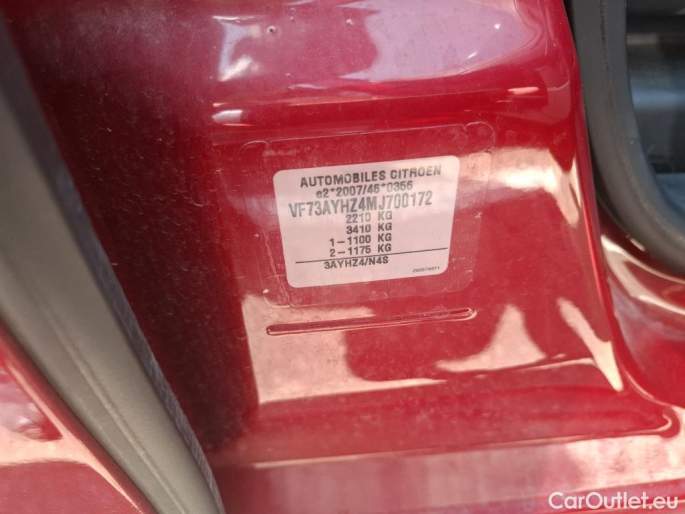 AUTOMOBILES CITROEN
e2*2007/46*0356
VF73AYHZ4MJ700172
2210 KG
3410 KG
1-1100 KG
2-1175 KG
3AYHZ4/N4S
CarOutlet.eu